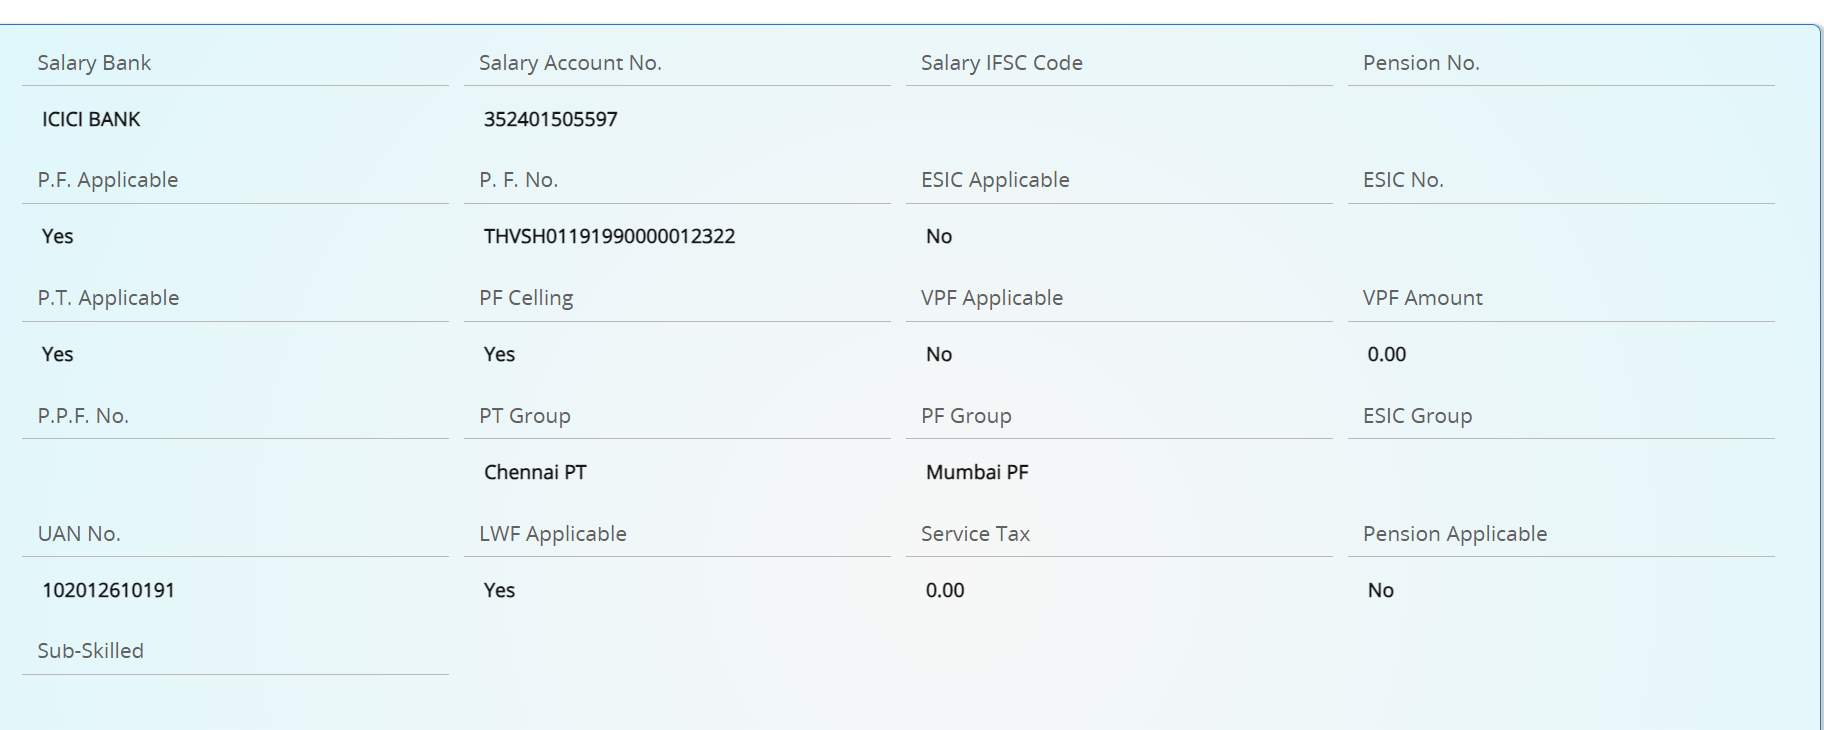 Salary Bank Salary Account No. Salary IFSC Code Pension No.
ICICI BANK 352401505597
P.F. Applicable P. F. No. ESIC Applicable ESIC No.
Yes THVSH01191990000012322 No
P.T. Applicable PF Celling VPF Applicable VPF Amount
Yes Yes No 0.00
P.P.F. No. PT Group PF Group ESIC Group
Chennai PT Mumbai PF
UAN No. LWF Applicable Service Tax Pension Applicable
102012610191 Yes 0.00 No
Sub-Skilled